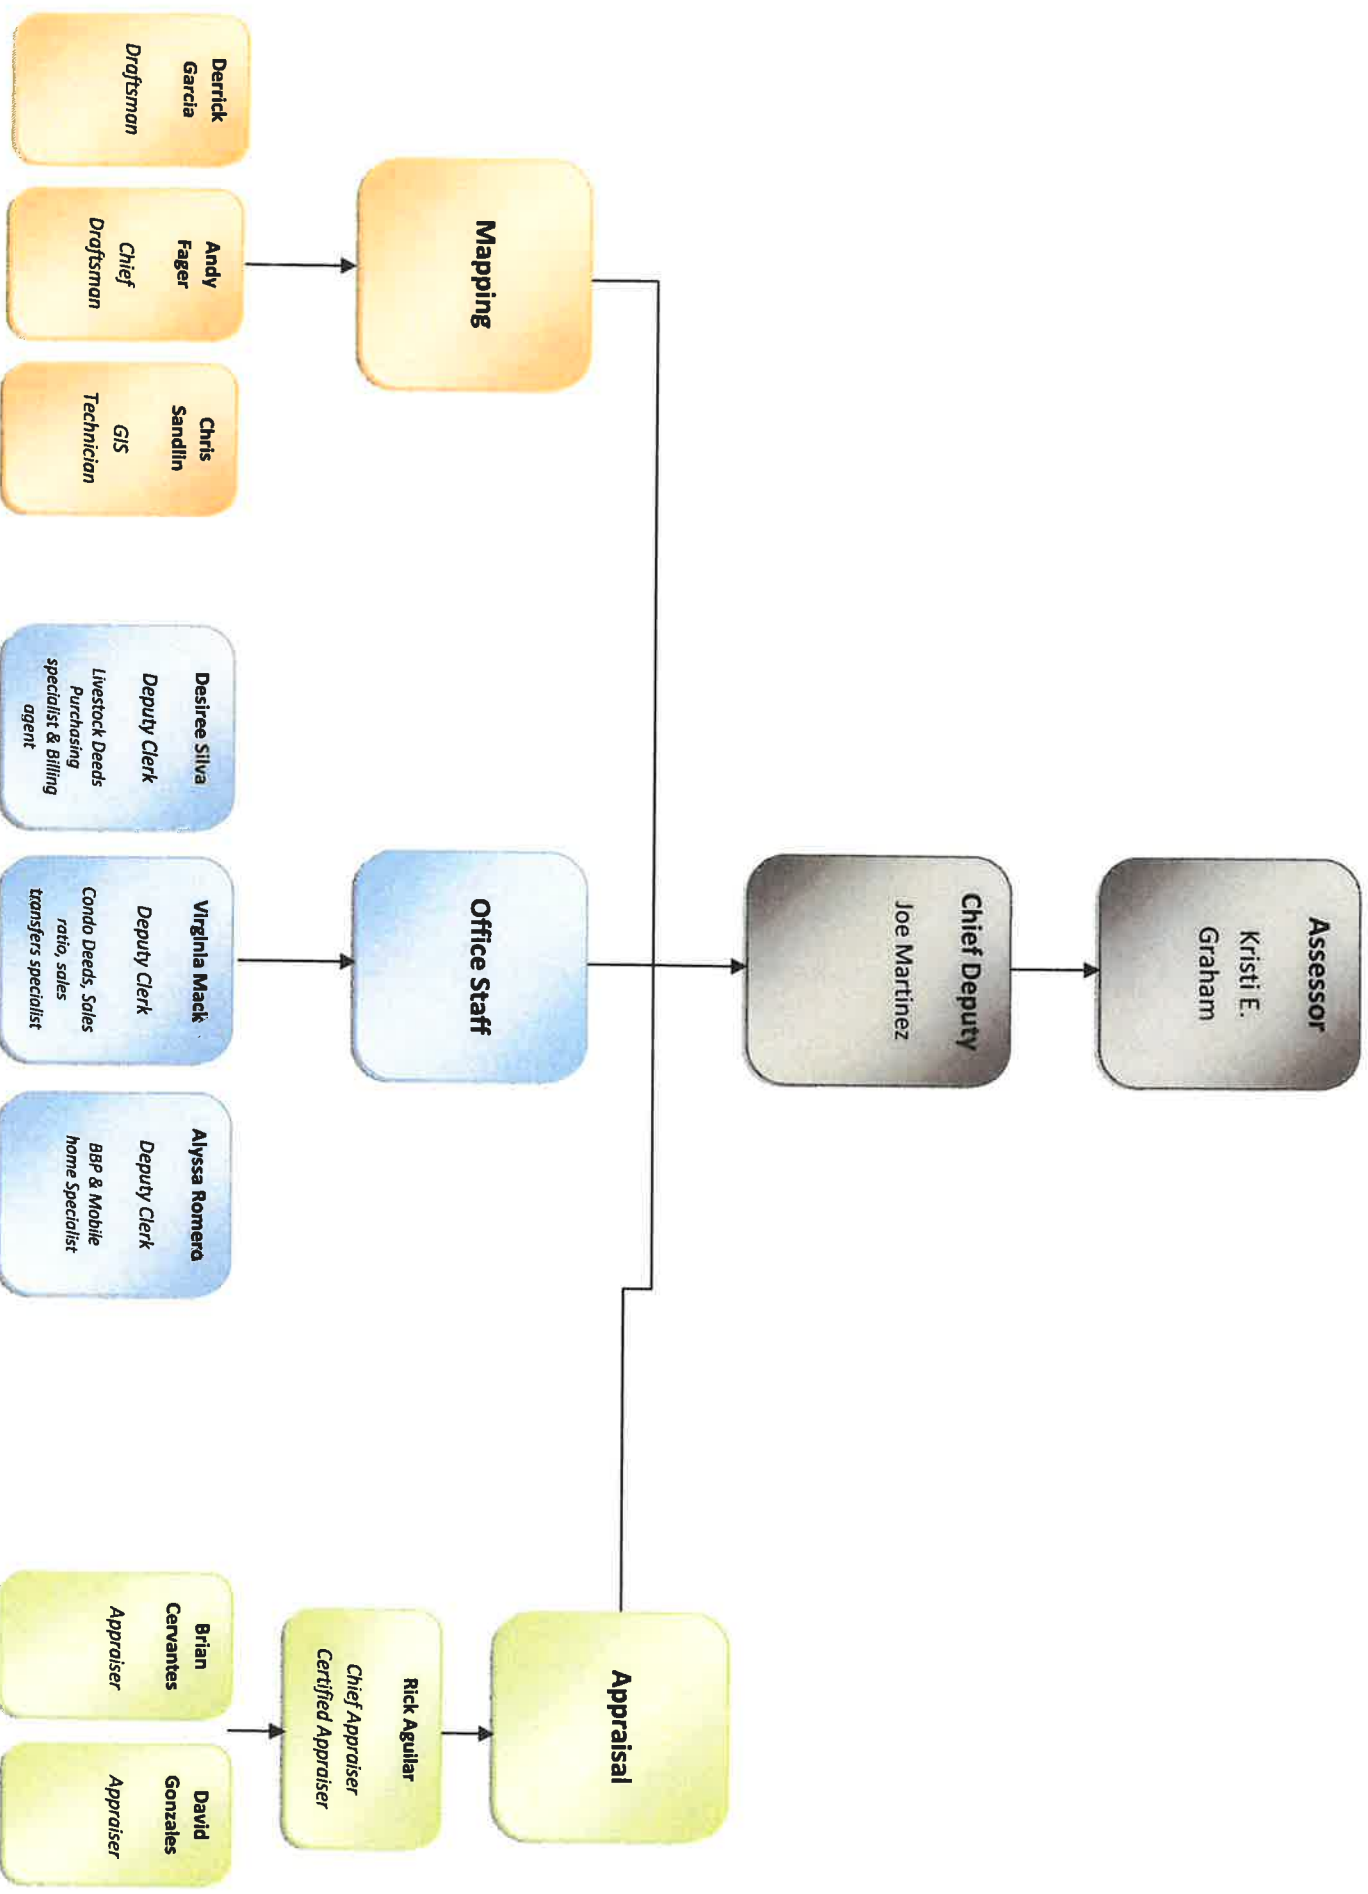 Assessor
Kristi E.
Graham
Chief Deputy
Joe Martinez
Mapping
Office Staff
Appraisal
Derrick
Garcia
Draftsman
Andy
Fager
Chief
Draftsman
Chris
Sandlin
GIS
Technician
Desiree Silva
Deputy Clerk
Livestock Deeds
Purchasing
specialist & Billing
agent
Virginia Mack
Deputy Clerk
Condo Deeds, Sales
ratio, sales
transfers specialist
Alyssa Romero
Deputy Clerk
BBP & Mobile
home Specialist
Rick Aguilar
Chief Appraiser
Certified Appraiser
Brian
Cervantes
Appraiser
David
Gonzales
Appraiser